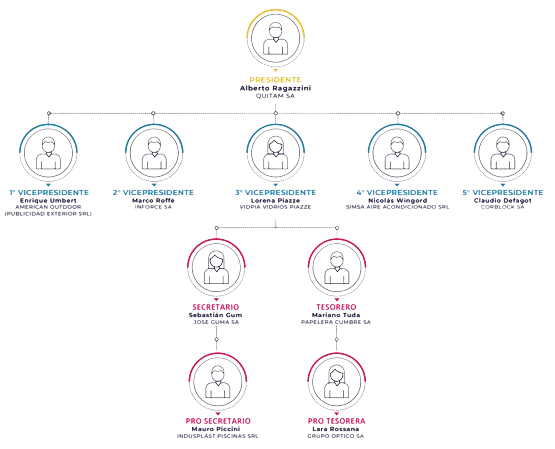 PRESIDENTE
Alberto Ragazzini
QUITAM SA
1° VICEPRESIDENTE
Enrique Umbert
AMERICAN OUTDOOR
(PUBLICIDAD EXTERIOR SRL)
2° VICEPRESIDENTE
Marco Roffé
INFORCE SA
3° VICEPRESIDENTE
Lorena Piazze
VIDPIA VIDRIOS PIAZZE
4° VICEPRESIDENTE
Nicolás Wingord
SIMSA AIRE ACONDICIONADO SRL
5° VICEPRESIDENTE
Claudio Defagot
CORBLOCK SA
SECRETARIO
Sebastián Gum
JOSE GUMA SA
TESORERO
Mariano Tuda
PAPELERA CUMBRE SA
PRO SECRETARIO
Mauro Piccini
INDUSPLAST PISCINAS SRL
PRO TESORERA
Lara Rossana
GRUPO OPTICO SA